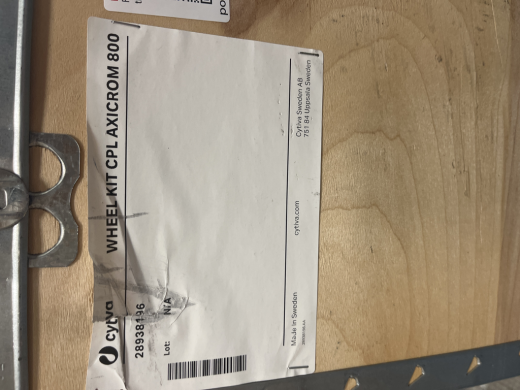 cytiva
WHEEL KIT CPL AXICROM 800
28938196
Lot:
N/A
Made in Sweden
cytiva.com
Cytiva Sweden AB
751 84 Uppsala Sweden